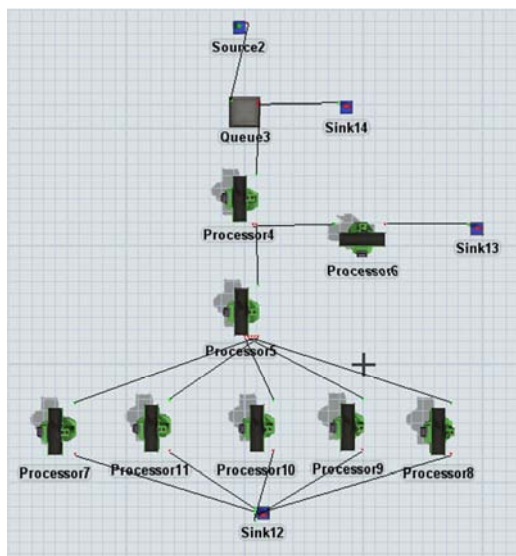 Source2
Queue3
Sink14
Processor4
Processor6
Sink13
Processor5
Processor7
Processor11
Processor10
Processor9
Processor8
Sink12